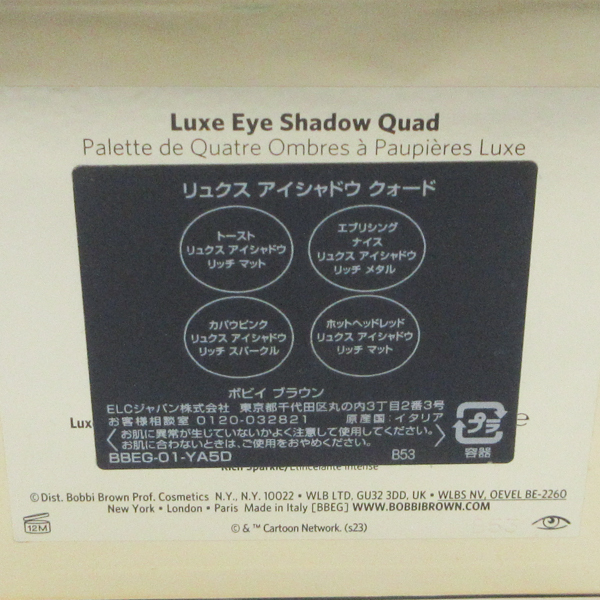 Luxe Eye Shadow Quad
Palette de Quatre Ombres à Paupières Luxe
リュクス アイシャドウ クォード
トースト
リュクス アイシャドウ
リッチ マット
エブリシング
ナイス
リュクス アイシャドウ
リッチ メタル
カパウピンク
リュクス アイシャドウ
リッチ スパークル
ホットヘッドレッド
リュクス アイシャドウ
リッチ マット
ボビイ ブラウン
ELCジャパン株式会社 東京都千代田区丸の内3丁目2番3号
お客様相談室 0120-032821 原産国:イタリア
お肌に異常が生じていないかよく注意して使用してください。
お肌に合わないときは、ご使用をおやめください。
BBEG-01-YA5D B53
プラ
容器
Rich Sparkle/Étincelante Intense
© Dist. Bobbi Brown Prof. Cosmetics N.Y., N.Y. 10022 • WLB LTD, GU32 3DD, UK • WLBS NV, OEVEL BE-2260
New York • London • Paris Made in Italy [BBEG] WWW.BOBBIBROWN.COM
12M
© & ™ Cartoon Network. (s23)